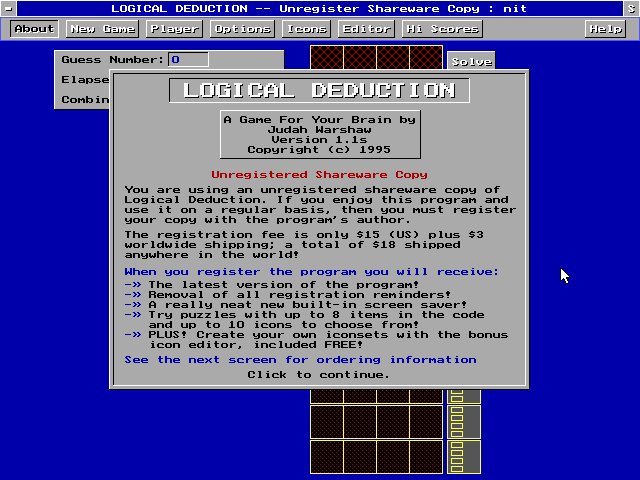 LOGICAL DEDUCTION -- Unregister Shareware Copy : nit
S
About New Game Player Options Icons Editor Hi Scores Help
Guess Number: 0
Solve
Elapse
Combin
LOGICAL DEDUCTION
A Game For Your Brain by
Judah Warshaw
Version 1.1s
Copyright (c) 1995
Unregistered Shareware Copy
You are using an unregistered shareware copy of
Logical Deduction. If you enjoy this program and
use it on a regular basis, then you must register
your copy with the program's author.
The registration fee is only $15 (US) plus $3
worldwide shipping; a total of $18 shipped
anywhere in the world!
When you register the program you will receive:
-» The latest version of the program!
-» Removal of all registration reminders!
-» A really neat new built-in screen saver!
-» Try puzzles with up to 8 items in the code
and up to 10 icons to choose from!
-» PLUS! Create your own iconsets with the bonus
icon editor, included FREE!
See the next screen for ordering information
Click to continue.